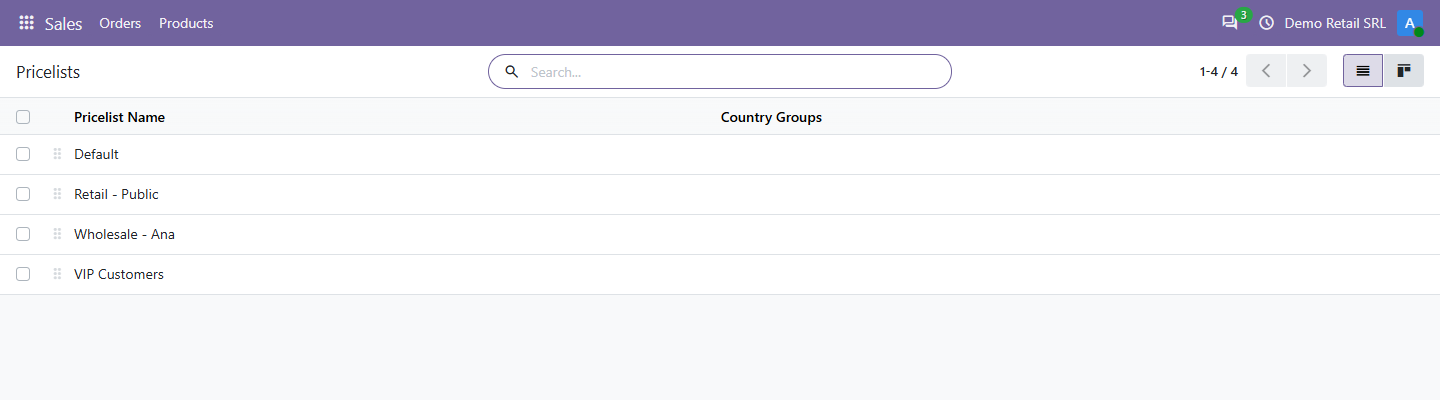 Sales Orders Products 3 Demo Retail SRL A
Pricelists Search... 1-4 / 4
Pricelist Name Country Groups
Default
Retail - Public
Wholesale - Ana
VIP Customers